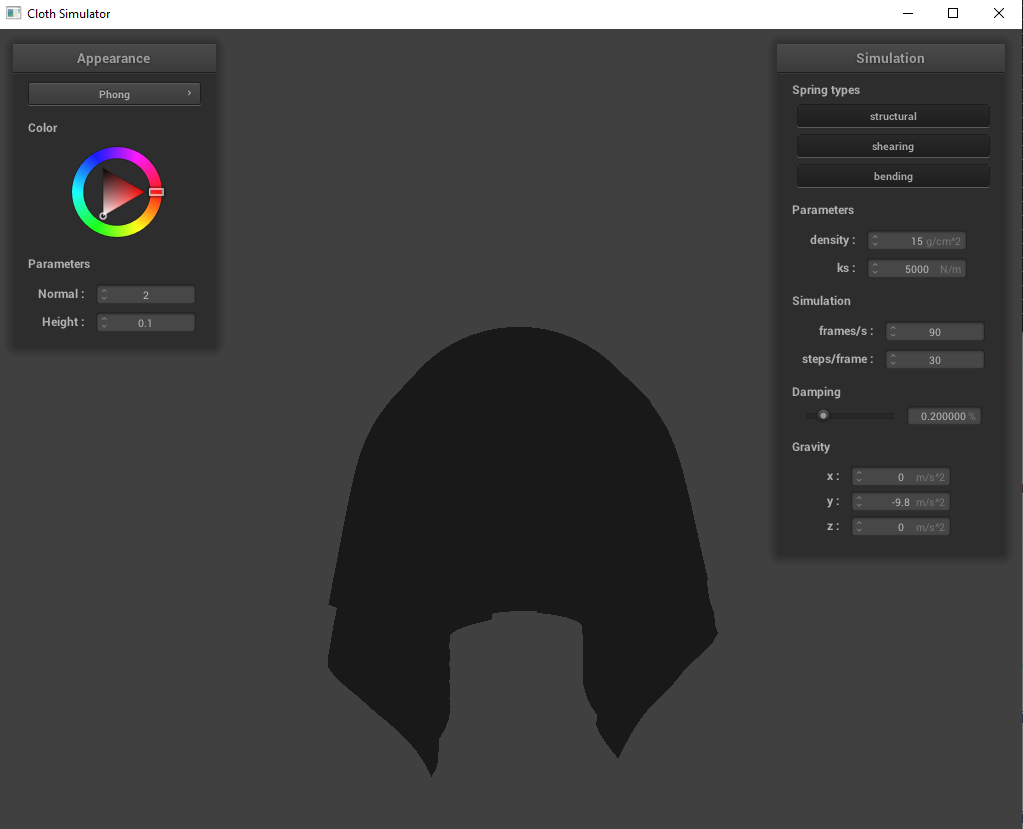 Cloth Simulator
Appearance
Phong
Color
Parameters
Normal : 2
Height : 0.1
Simulation
Spring types
structural
shearing
bending
Parameters
density : 15 g/cm^2
ks : 5000 N/m
Simulation
frames/s : 90
steps/frame : 30
Damping
0.200000 %
Gravity
x : 0 m/s^2
y : -9.8 m/s^2
z : 0 m/s^2